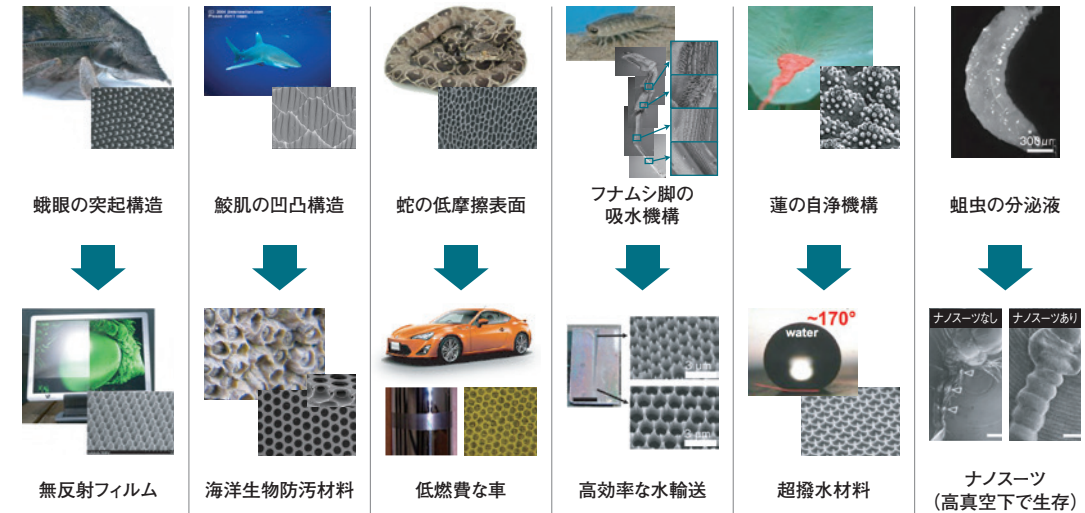 蛾眼の突起構造
鮫肌の凹凸構造
蛇の低摩擦表面
フナムシ脚の
吸水機構
蓮の自浄機構
300μm
蛆虫の分泌液
無反射フィルム
海洋生物防汚材料
低燃費な車
3 μm
3 μm
高効率な水輸送
~170°
water
超撥水材料
ナノスーツなし
ナノスーツあり
ナノスーツ
(高真空下で生存)